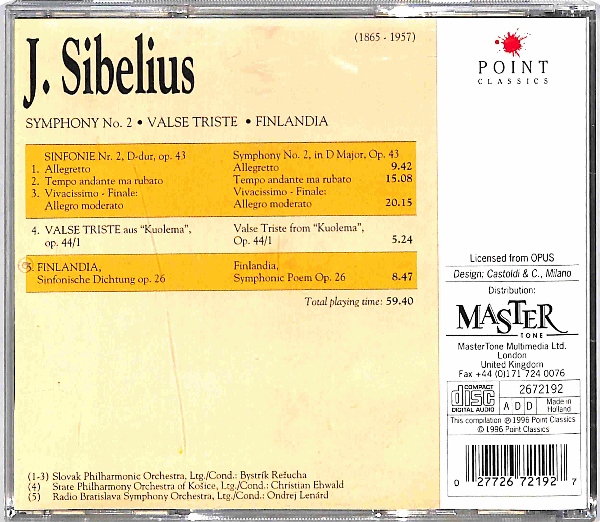 J. Sibelius
(1865 - 1957)
SYMPHONY No. 2 • VALSE TRISTE • FINLANDIA
SINFONIE Nr. 2, D-dur, op. 43 Symphony No. 2, in D Major, Op. 43
1. Allegretto Allegretto 9.42
2. Tempo andante ma rubato Tempo andante ma rubato 15.08
3. Vivacissimo - Finale: Vivacissimo - Finale:
Allegro moderato Allegro moderato 20.15
4. VALSE TRISTE aus "Kuolema", Valse Triste from "Kuolema",
op. 44/1 Op. 44/1 5.24
5. FINLANDIA, Finlandia,
Sinfonische Dichtung op. 26 Symphonic Poem Op. 26 8.47
Total playing time: 59.40
(1-3) Slovak Philharmonic Orchestra, Ltg./Cond.: Bystrík Režucha
(4) State Philharmony Orchestra of Košice, Ltg./Cond.: Christian Ehwald
(5) Radio Bratislava Symphony Orchestra, Ltg./Cond.: Ondrej Lenárd
POINT
CLASSICS
Licensed from OPUS
Design: Castoldi & C., Milano
Distribution:
MASTER
TONE
MasterTone Multimedia Ltd.
London
United Kingdom
Fax +44 (0)171 724 0076
COMPACT
disc
DIGITAL AUDIO
2672192
A D D
Made in
Holland
This compilation ℗ 1996 Point Classics
© 1996 Point Classics
0 27726 72192 7